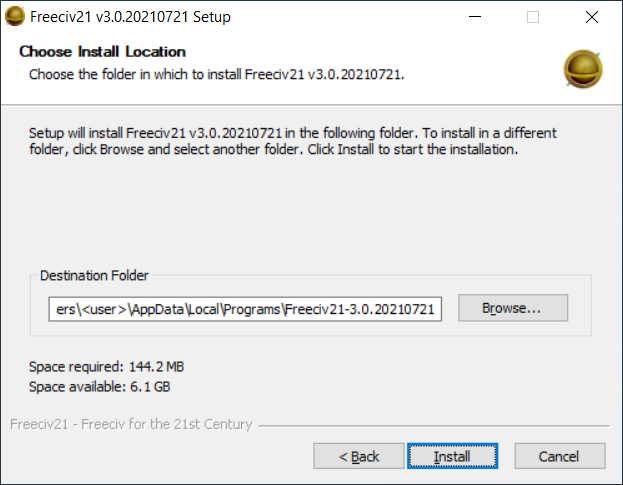 Freeciv21 v3.0.20210721 Setup
Choose Install Location
Choose the folder in which to install Freeciv21 v3.0.20210721.
Setup will install Freeciv21 v3.0.20210721 in the following folder. To install in a different
folder, click Browse and select another folder. Click Install to start the installation.
Destination Folder
ers\<user>\AppData\Local\Programs\Freeciv21-3.0.20210721
Browse...
Space required: 144.2 MB
Space available: 6.1 GB
Freeciv21 - Freeciv for the 21st Century
< Back
Install
Cancel